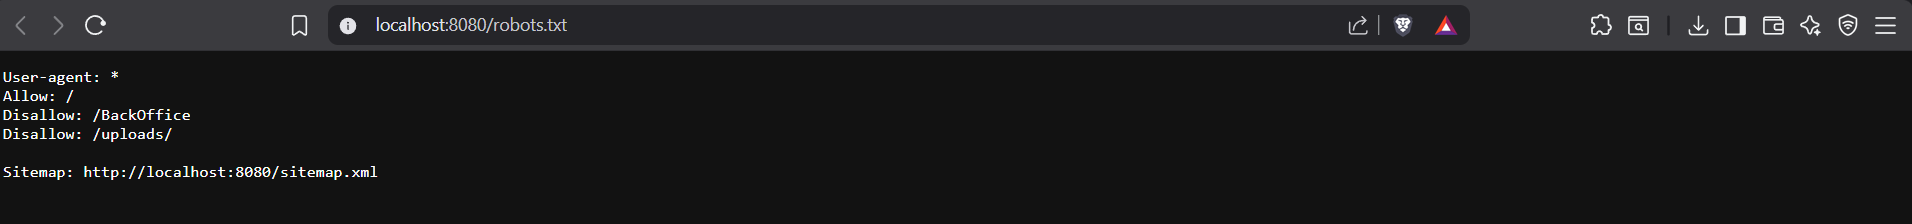 localhost:8080/robots.txt
User-agent: *
Allow: /
Disallow: /BackOffice
Disallow: /uploads/
Sitemap: http://localhost:8080/sitemap.xml